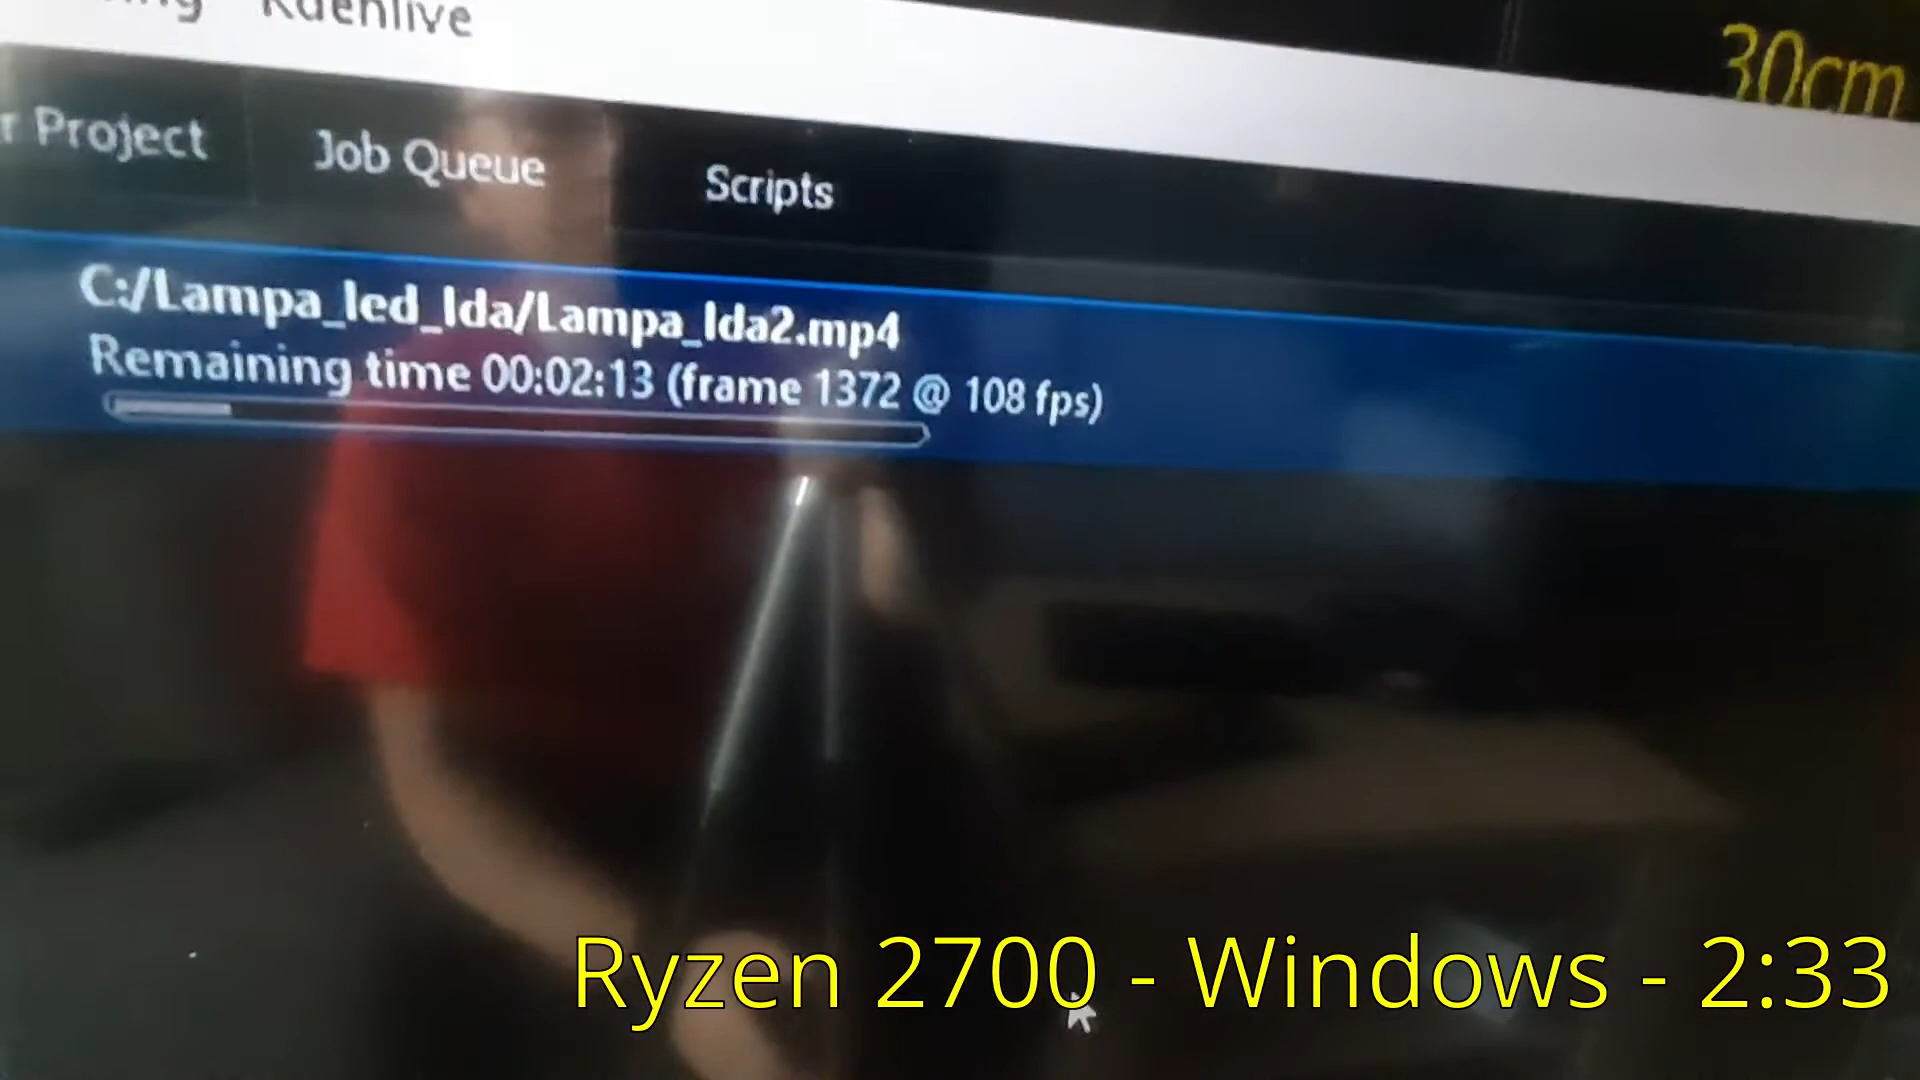 Kdenlive
30cm
Project
Job Queue
Scripts
C:/Lampa_led_lda/Lampa_lda2.mp4
Remaining time 00:02:13 (frame 1372 @ 108 fps)
Ryzen 2700 - Windows - 2:33